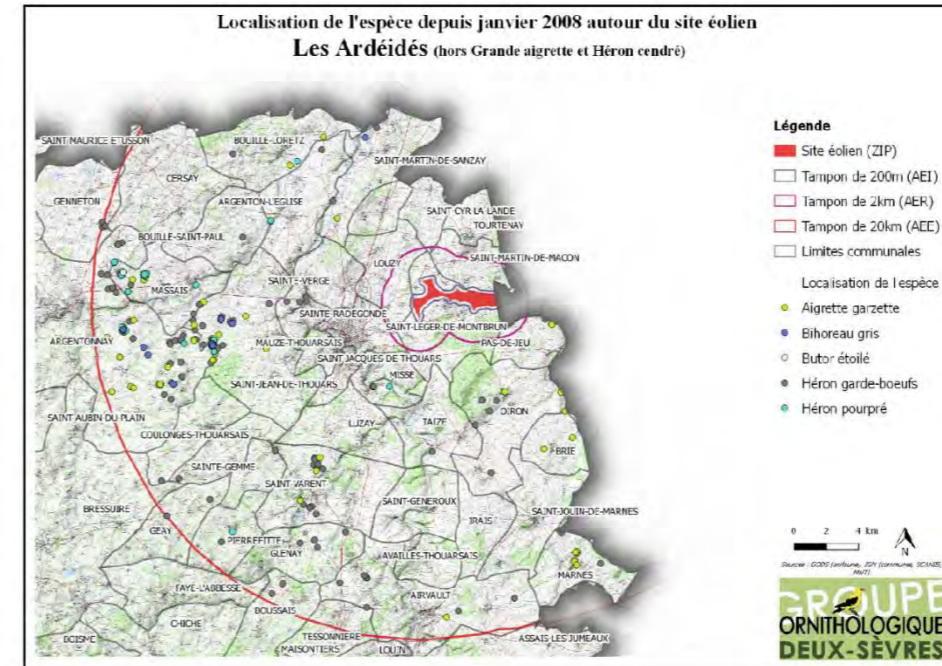 Localisation de l'espèce depuis janvier 2008 autour du site éolien
Les Ardéidés (hors Grande aigrette et Héron cendré)
SAINT MAURICE ETUSSON
BOUILLE-LORETZ
SAINT-MARTIN-DE-SANZAY
CERSAY
GENNETON
ARGENTON-L'EGLISE
SAINT-CYR-LA-LANDE
TOURTENAY
BOUILLE-SAINT-PAUL
LOUZY
SAINT-MARTIN-DE-MACON
MASSAIS
SAINTE-VERGE
SAINTE RADEGONDE
ARGENTONNAY
SAINT-LEGER-DE-MONTBRUN
MAUZE-THOUARSAIS
PAS-DE-JEU
SAINT JACQUES DE THOUARS
MISSE
SAINT-JEAN-DE-THOUARS
OIRON
SAINT AUBIN DU PLAIN
LUZAY
TAIZE
COULONGES-THOUARSAIS
BRIE
SAINTE-GEMME
SAINT VARENT
SAINT-GENEROUX
BRESSUIRE
IRAIS
SAINT-JOUIN-DE-MARNES
GEAY
PIERREFITTE
GLENAY
AVAILLES-THOUARSAIS
MARNES
FAYE-L'ABBESSE
AIRVAULT
BOUSSAIS
CHICHE
TESSONNIERE
ASSAIS-LES-JUMEAUX
BOISME
MAISONTIERS
LOUIN
Légende
Site éolien (ZIP)
Tampon de 200m (AEI)
Tampon de 2km (AER)
Tampon de 20km (AEE)
Limites communales
Localisation de l'espèce
Aigrette garzette
Bihoreau gris
Butor étoilé
Héron garde-boeufs
Héron pourpré
0 2 4 km
N
GROUPE
ORNITHOLOGIQUE
DEUX-SÈVRES